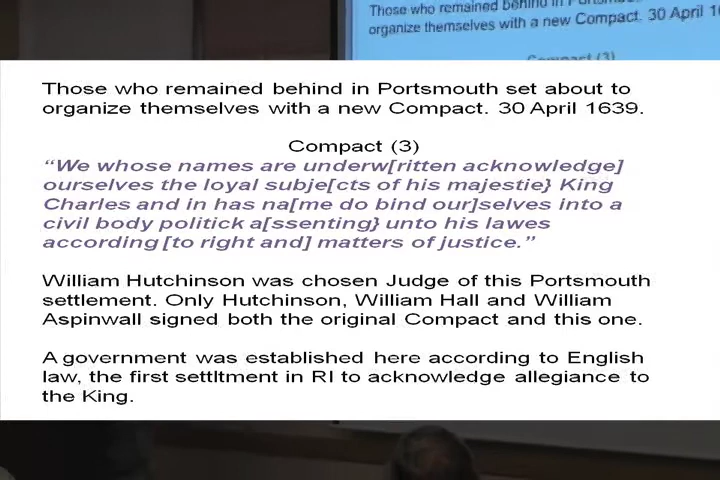 Those who remained behind in
organize themselves with a new Compact. 30 April
Compact (3)
Those who remained behind in Portsmouth set about to
organize themselves with a new Compact. 30 April 1639.
Compact (3)
“We whose names are underw[ritten acknowledge]
ourselves the loyal subje[cts of his majestie} King
Charles and in has na[me do bind our]selves into a
civil body politick a[ssenting} unto his lawes
according [to right and] matters of justice.”
William Hutchinson was chosen Judge of this Portsmouth
settlement. Only Hutchinson, William Hall and William
Aspinwall signed both the original Compact and this one.
A government was established here according to English
law, the first settltment in RI to acknowledge allegiance to
the King.